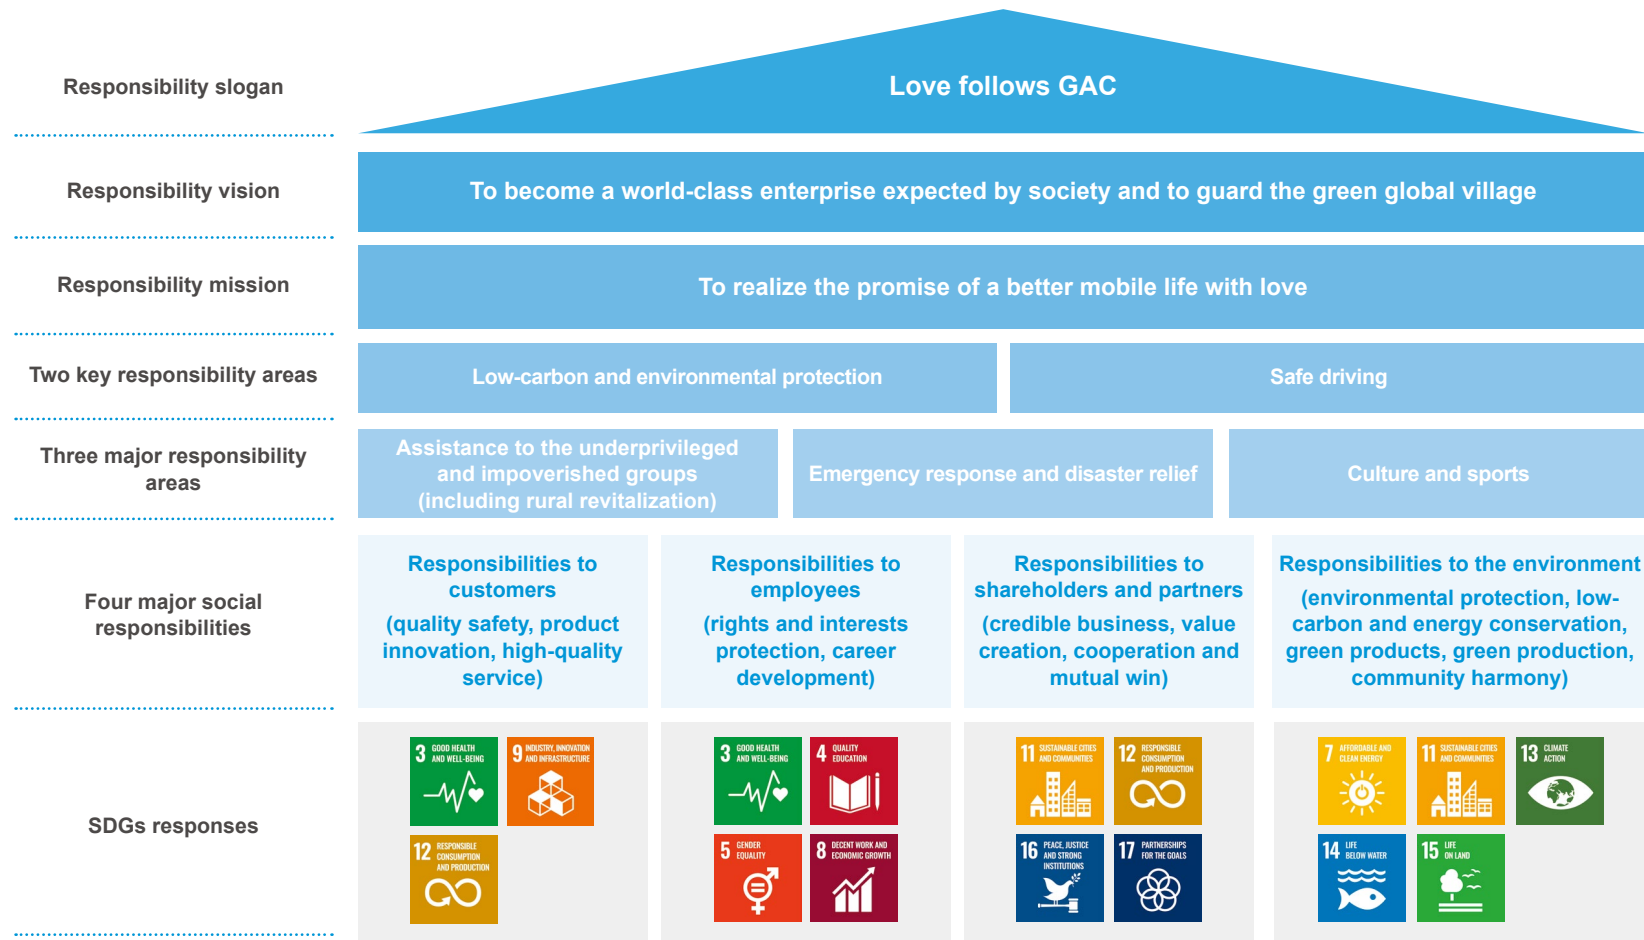 Responsibility slogan
Love follows GAC
Responsibility vision
To become a world-class enterprise expected by society and to guard the green global village
Responsibility mission
To realize the promise of a better mobile life with love
Two key responsibility areas
Low-carbon and environmental protection
Safe driving
Three major responsibility
areas
Assistance to the underprivileged
and impoverished groups
(including rural revitalization)
Emergency response and disaster relief
Culture and sports
Four major social
responsibilities
Responsibilities to
customers
(quality safety, product
innovation, high-quality
service)
Responsibilities to
employees
(rights and interests
protection, career
development)
Responsibilities to
shareholders and partners
(credible business, value
creation, cooperation and
mutual win)
Responsibilities to the environment
(environmental protection, low-
carbon and energy conservation,
green products, green production,
community harmony)
SDGs responses
3 GOOD HEALTH
AND WELL-BEING
9 INDUSTRY, INNOVATION
AND INFRASTRUCTURE
12 RESPONSIBLE
CONSUMPTION
AND PRODUCTION
3 GOOD HEALTH
AND WELL-BEING
4 QUALITY
EDUCATION
5 GENDER
EQUALITY
8 DECENT WORK AND
ECONOMIC GROWTH
11 SUSTAINABLE CITIES
AND COMMUNITIES
12 RESPONSIBLE
CONSUMPTION
AND PRODUCTION
16 PEACE, JUSTICE
AND STRONG
INSTITUTIONS
17 PARTNERSHIPS
FOR THE GOALS
7 AFFORDABLE AND
CLEAN ENERGY
11 SUSTAINABLE CITIES
AND COMMUNITIES
13 CLIMATE
ACTION
14 LIFE
BELOW WATER
15 LIFE
ON LAND